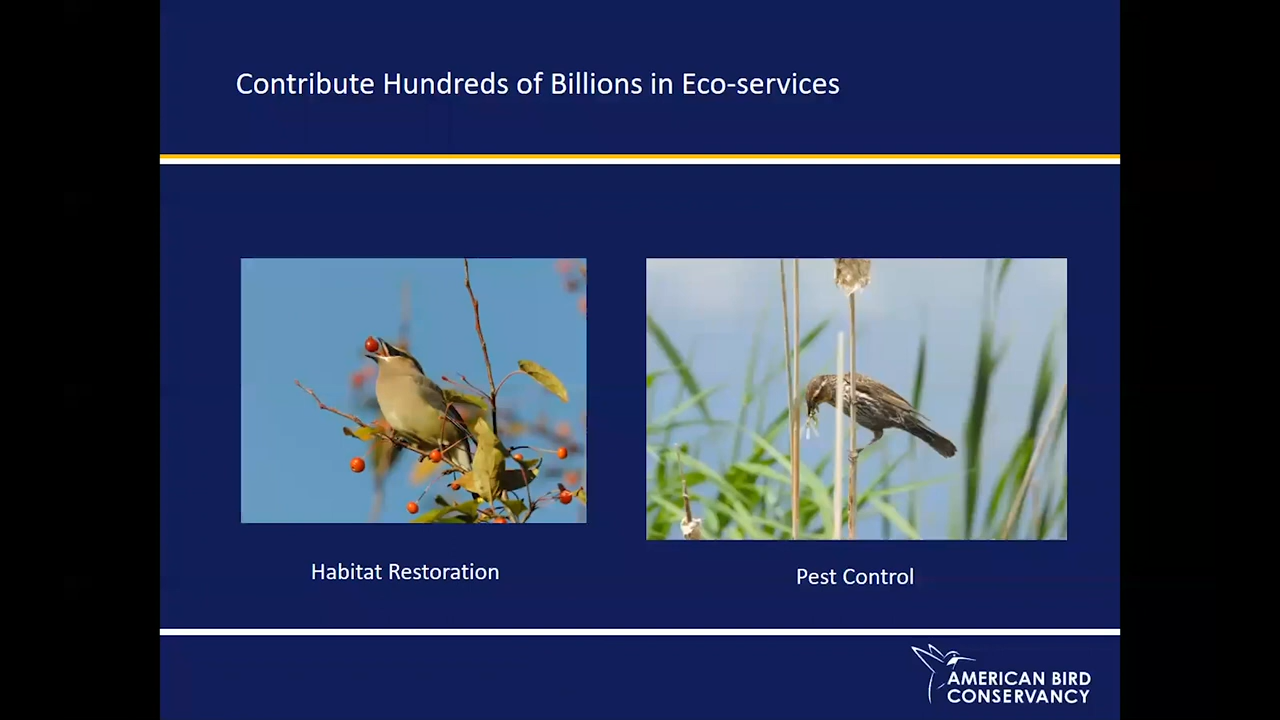 Contribute Hundreds of Billions in Eco-services
Habitat Restoration
Pest Control
AMERICAN BIRD
CONSERVANCY